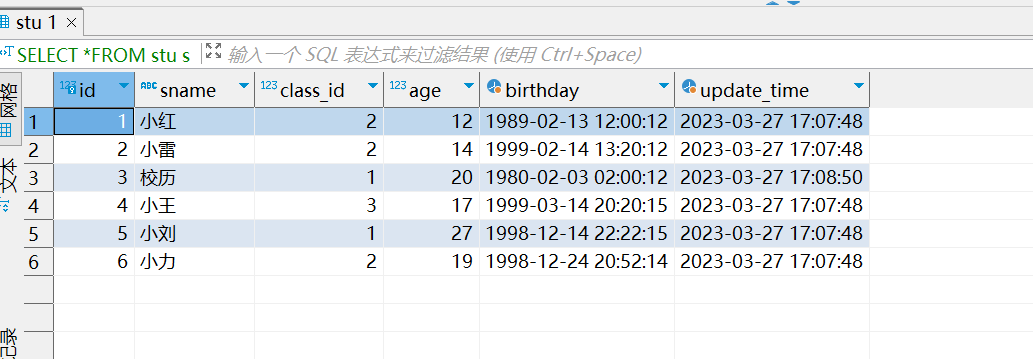 stu 1
SELECT *FROM stu s 输入一个 SQL 表达式来过滤结果 (使用 Ctrl+Space)
网格
文本
记录
123 id ABC sname 123 class_id 123 age birthday update_time
1 1 小红 2 12 1989-02-13 12:00:12 2023-03-27 17:07:48
2 2 小雷 2 14 1999-02-14 13:20:12 2023-03-27 17:07:48
3 3 校历 1 20 1980-02-03 02:00:12 2023-03-27 17:08:50
4 4 小王 3 17 1999-03-14 20:20:15 2023-03-27 17:07:48
5 5 小刘 1 27 1998-12-14 22:22:15 2023-03-27 17:07:48
6 6 小力 2 19 1998-12-24 20:52:14 2023-03-27 17:07:48